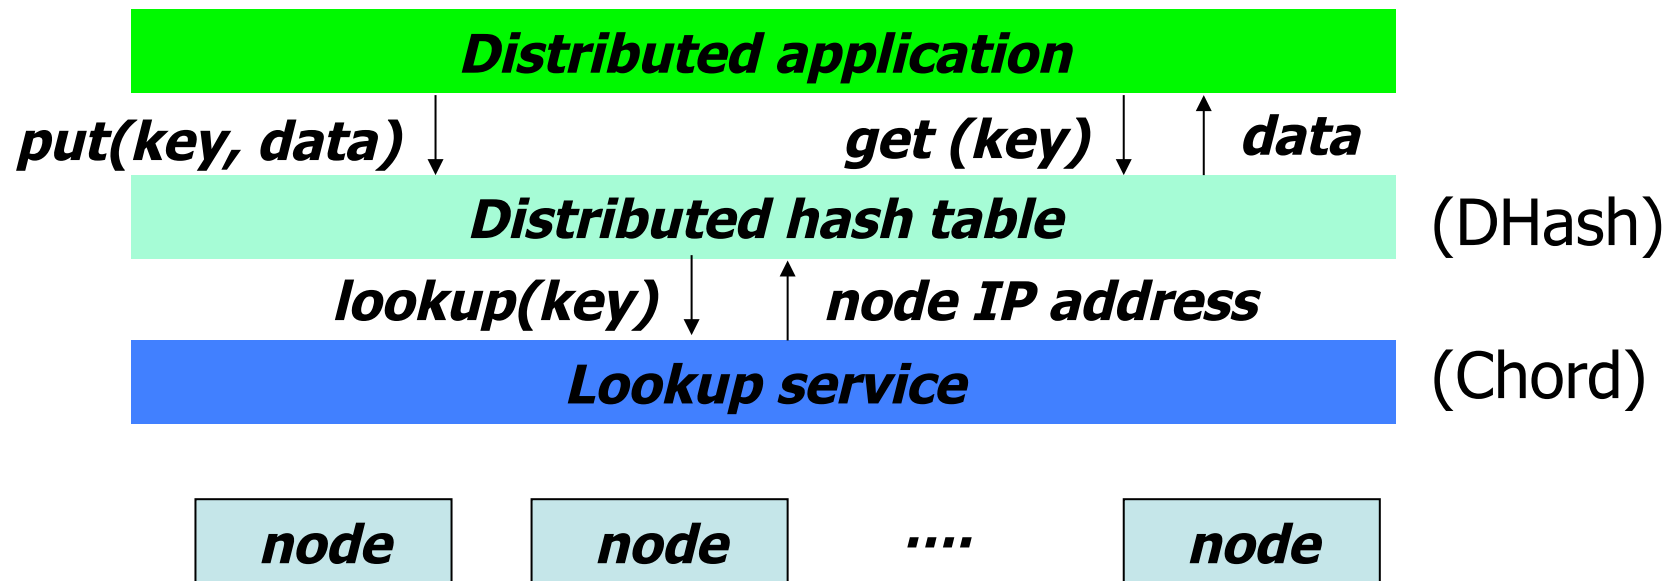 Distributed application
put(key, data) get (key) data
Distributed hash table (DHash)
lookup(key) node IP address
Lookup service (Chord)
node node .... node